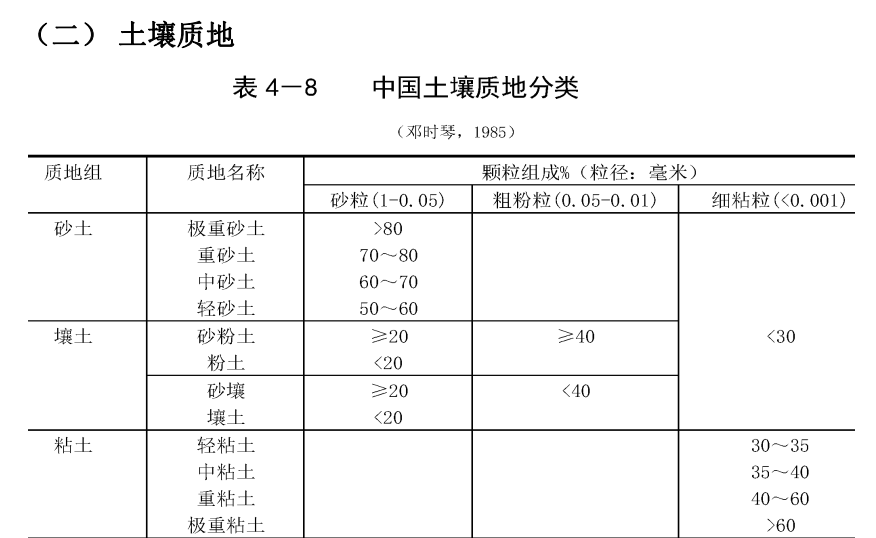 （二） 土壤质地
表 4－8 中国土壤质地分类
（邓时琴，1985）
质地组 质地名称 颗粒组成%（粒径：毫米）
砂粒(1-0.05) 粗粉粒(0.05-0.01) 细粘粒(<0.001)
砂土 极重砂土 >80
重砂土 70～80
中砂土 60～70
轻砂土 50～60
壤土 砂粉土 ≥20 ≥40 <30
粉土 <20
砂壤 ≥20 <40
壤土 <20
粘土 轻粘土 30～35
中粘土 35～40
重粘土 40～60
极重粘土 >60